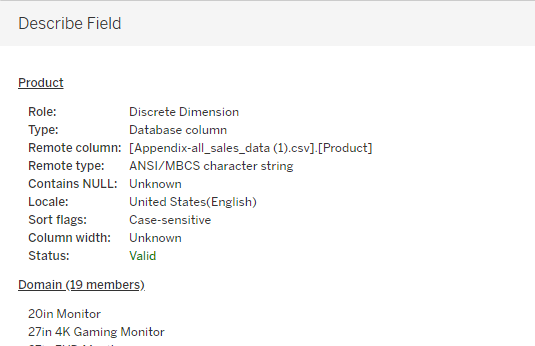 Describe Field
Product
Role: Discrete Dimension
Type: Database column
Remote column: [Appendix-all_sales_data (1).csv].[Product]
Remote type: ANSI/MBCS character string
Contains NULL: Unknown
Locale: United States(English)
Sort flags: Case-sensitive
Column width: Unknown
Status: Valid
Domain (19 members)
20in Monitor
27in 4K Gaming Monitor